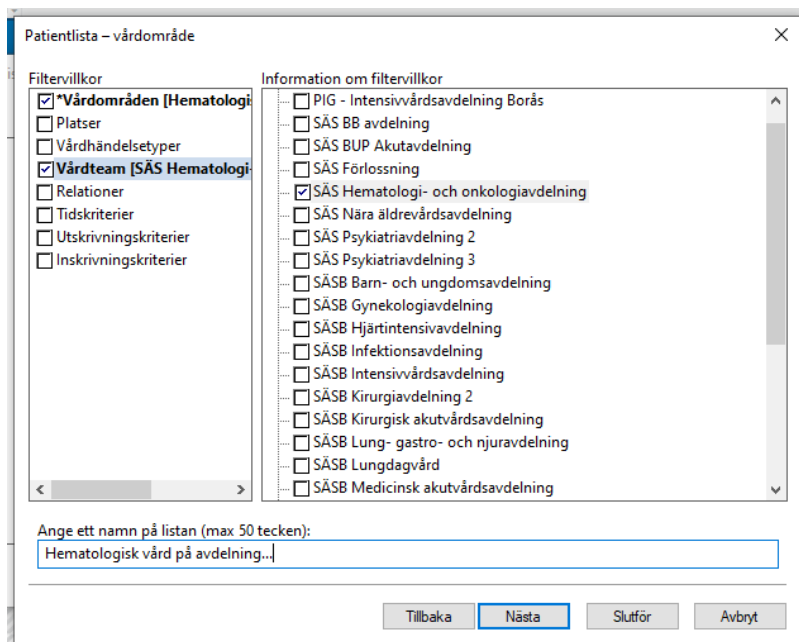 Patientlista – vårdområde
Filtervillkor
*Vårdområden [Hematologis
Platser
Vårdhändelsetyper
Vårdteam [SÄS Hematologi-
Relationer
Tidskriterier
Utskrivningskriterier
Inskrivningskriterier
Information om filtervillkor
PIG - Intensivvårdsavdelning Borås
SÄS BB avdelning
SÄS BUP Akutavdelning
SÄS Förlossning
SÄS Hematologi- och onkologiavdelning
SÄS Nära äldrevårdsavdelning
SÄS Psykiatriavdelning 2
SÄS Psykiatriavdelning 3
SÄSB Barn- och ungdomsavdelning
SÄSB Gynekologiavdelning
SÄSB Hjärtintensivavdelning
SÄSB Infektionsavdelning
SÄSB Intensivvårdsavdelning
SÄSB Kirurgiavdelning 2
SÄSB Kirurgisk akutvårdsavdelning
SÄSB Lung- gastro- och njuravdelning
SÄSB Lungdagvård
SÄSB Medicinsk akutvårdsavdelning
Ange ett namn på listan (max 50 tecken):
Hematologisk vård på avdelning...
Tillbaka Nästa Slutför Avbryt